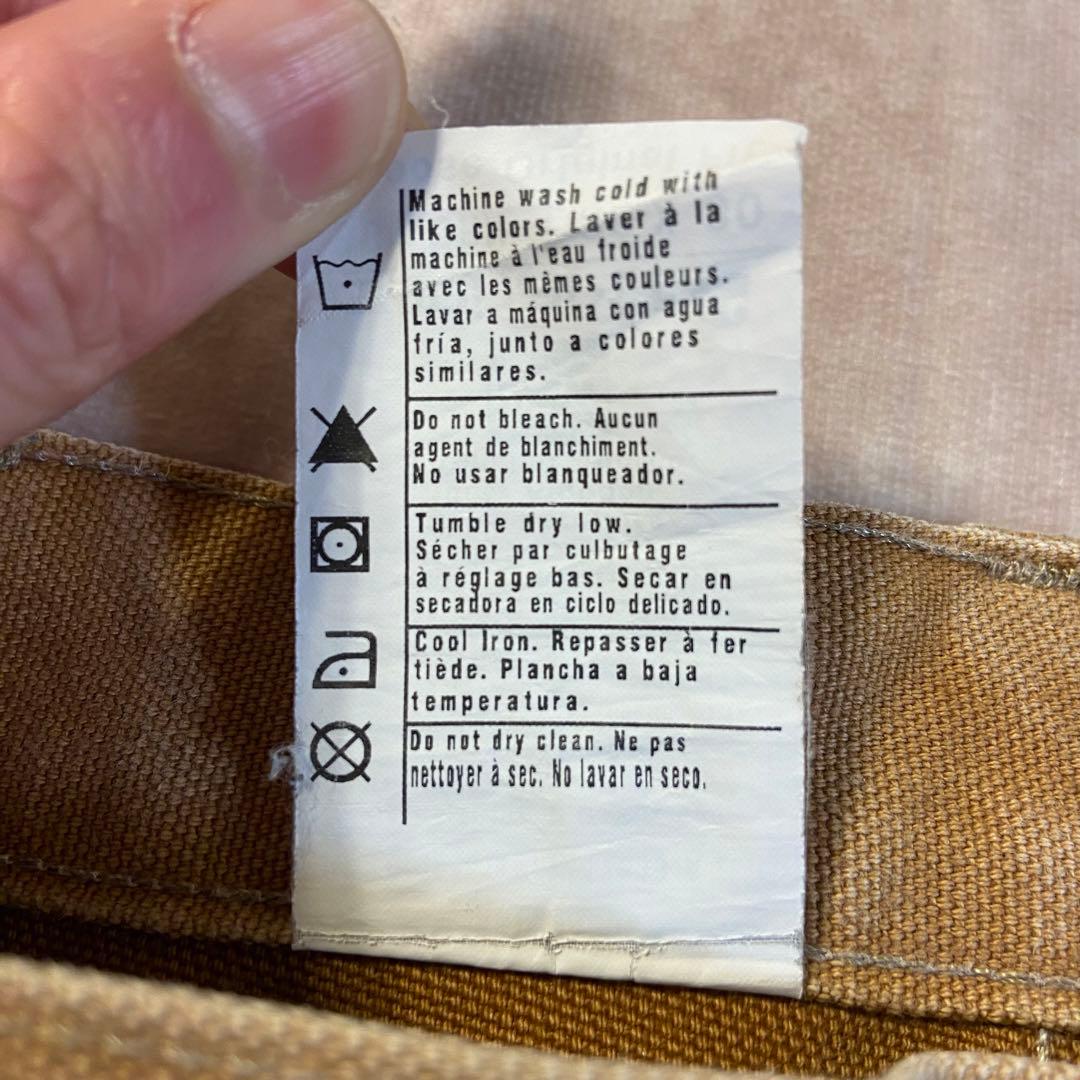 Machine wash cold with
like colors. Laver à la
machine à l'eau froide
avec les mêmes couleurs.
Lavar a máquina con agua
fría, junto a colores
similares.
Do not bleach. Aucun
agent de blanchiment.
No usar blanqueador.
Tumble dry low.
Sécher par culbutage
à réglage bas. Secar en
secadora en ciclo delicado.
Cool Iron. Repasser à fer
tiède. Plancha a baja
temperatura.
Do not dry clean. Ne pas
nettoyer à sec. No lavar en seco.